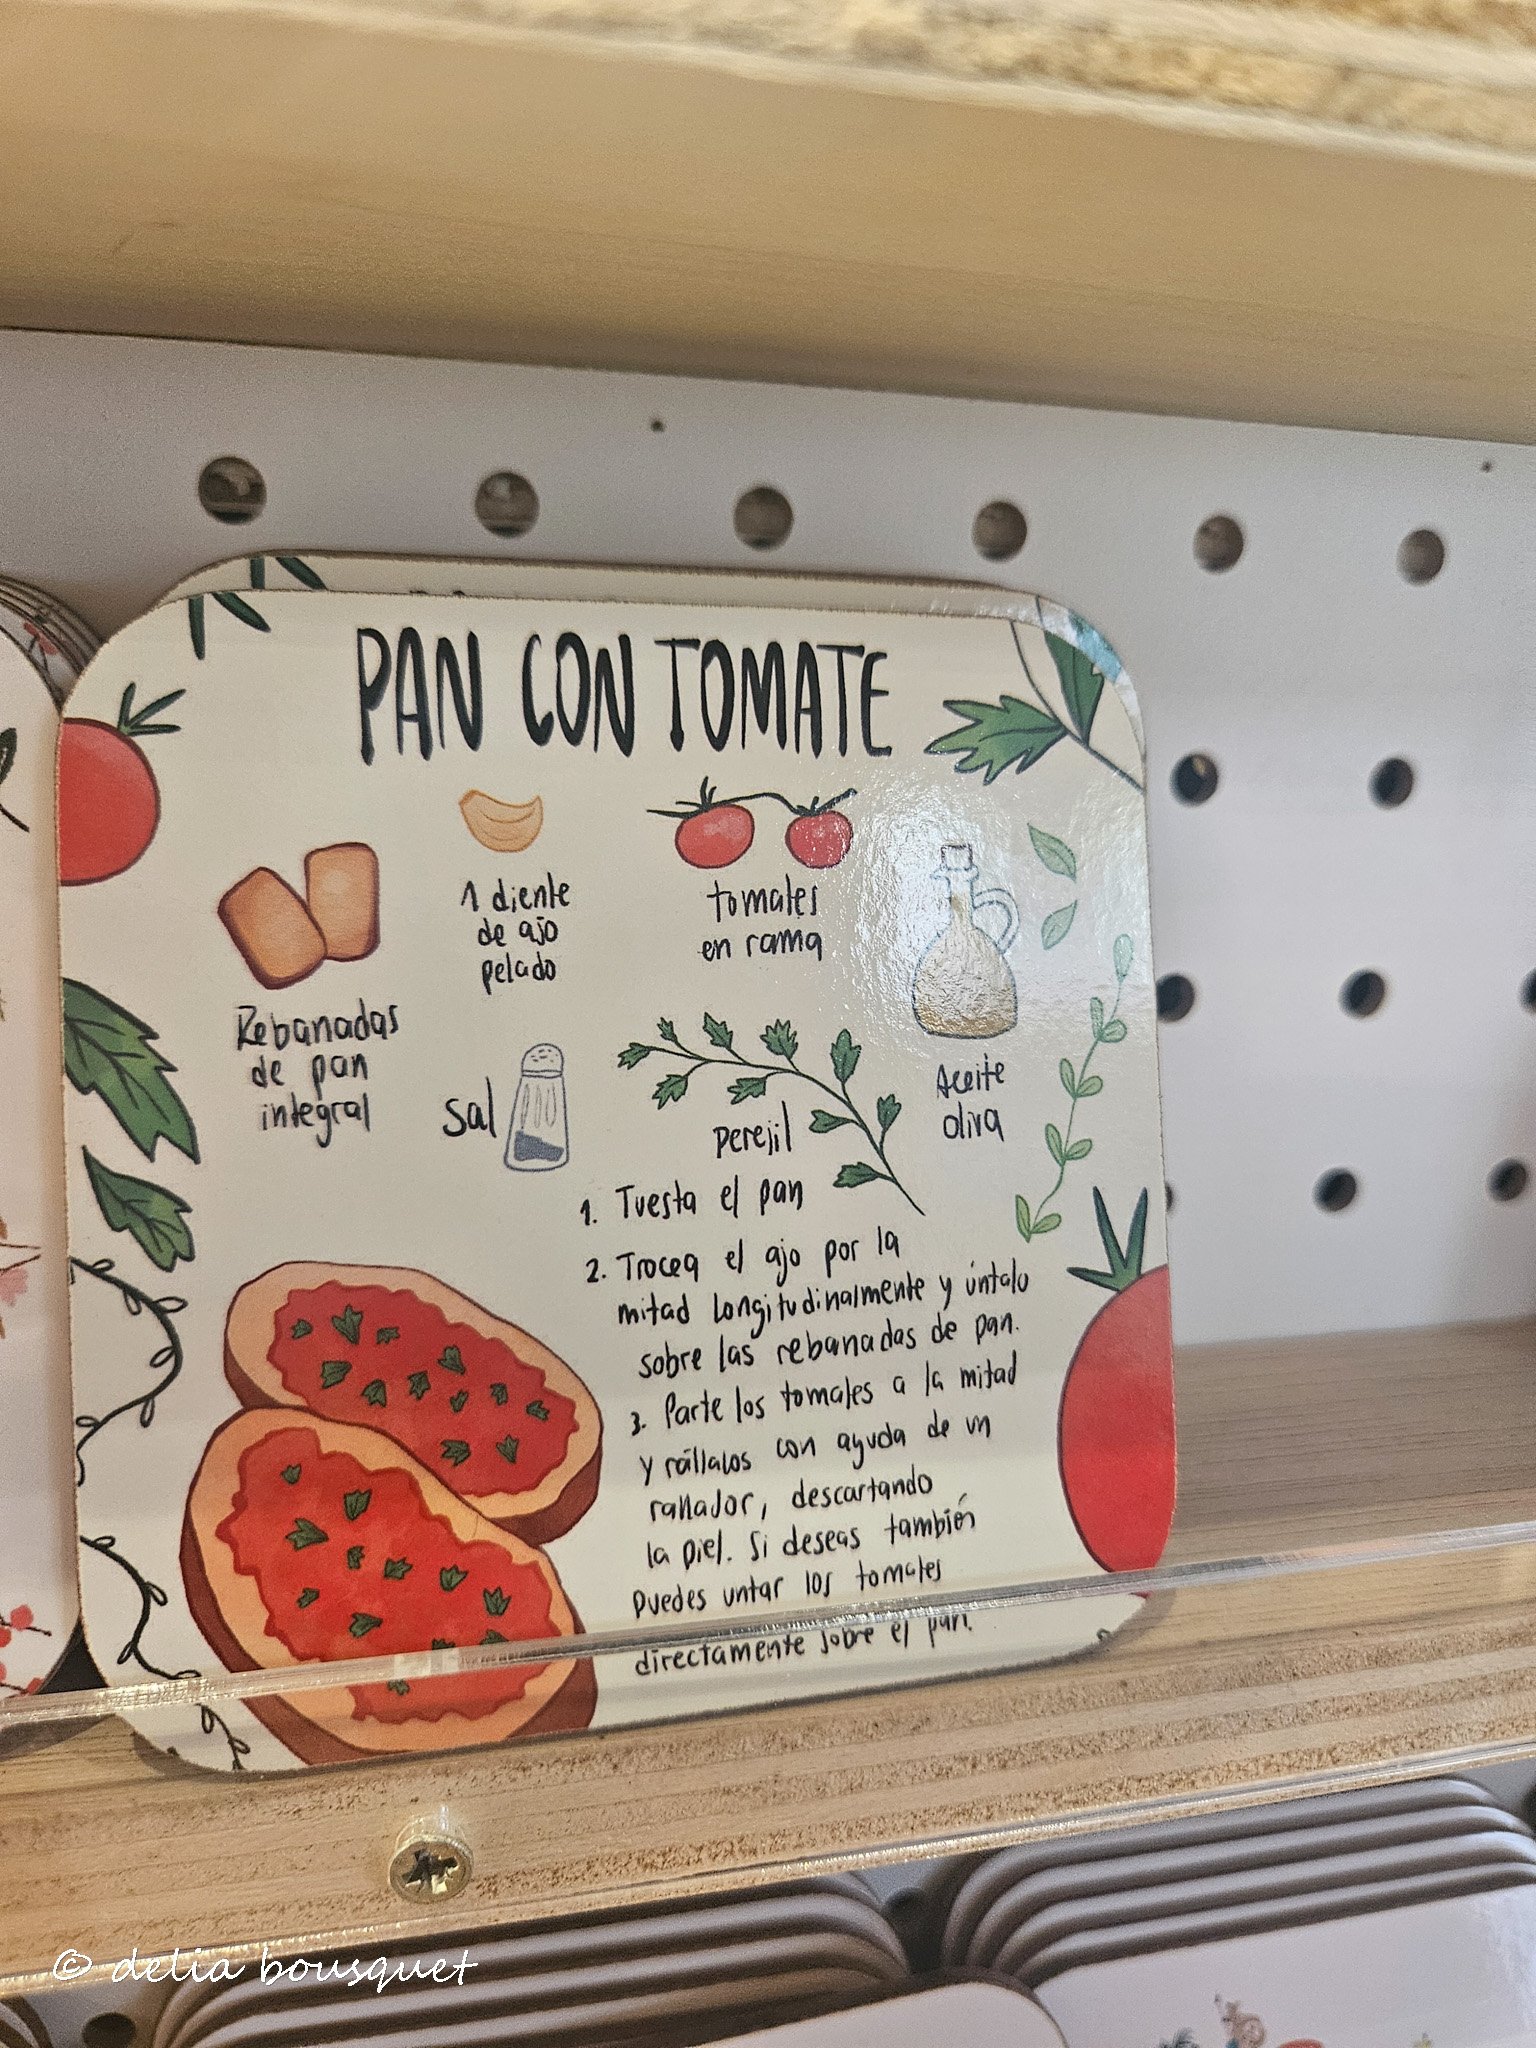 PAN CON TOMATE
1 diente
de ajo
pelado
tomates
en rama
Rebanadas
de pan
integral
Sal
perejil
Aceite
oliva
1. Tuesta el pan
2. Trocea el ajo por la
mitad longitudinalmente y úntalo
sobre las rebanadas de pan.
3. Parte los tomates a la mitad
y rállalos con ayuda de un
rallador, descartando
la piel. Si deseas también
puedes untar los tomates
directamente sobre el pan.
© delia bousquet